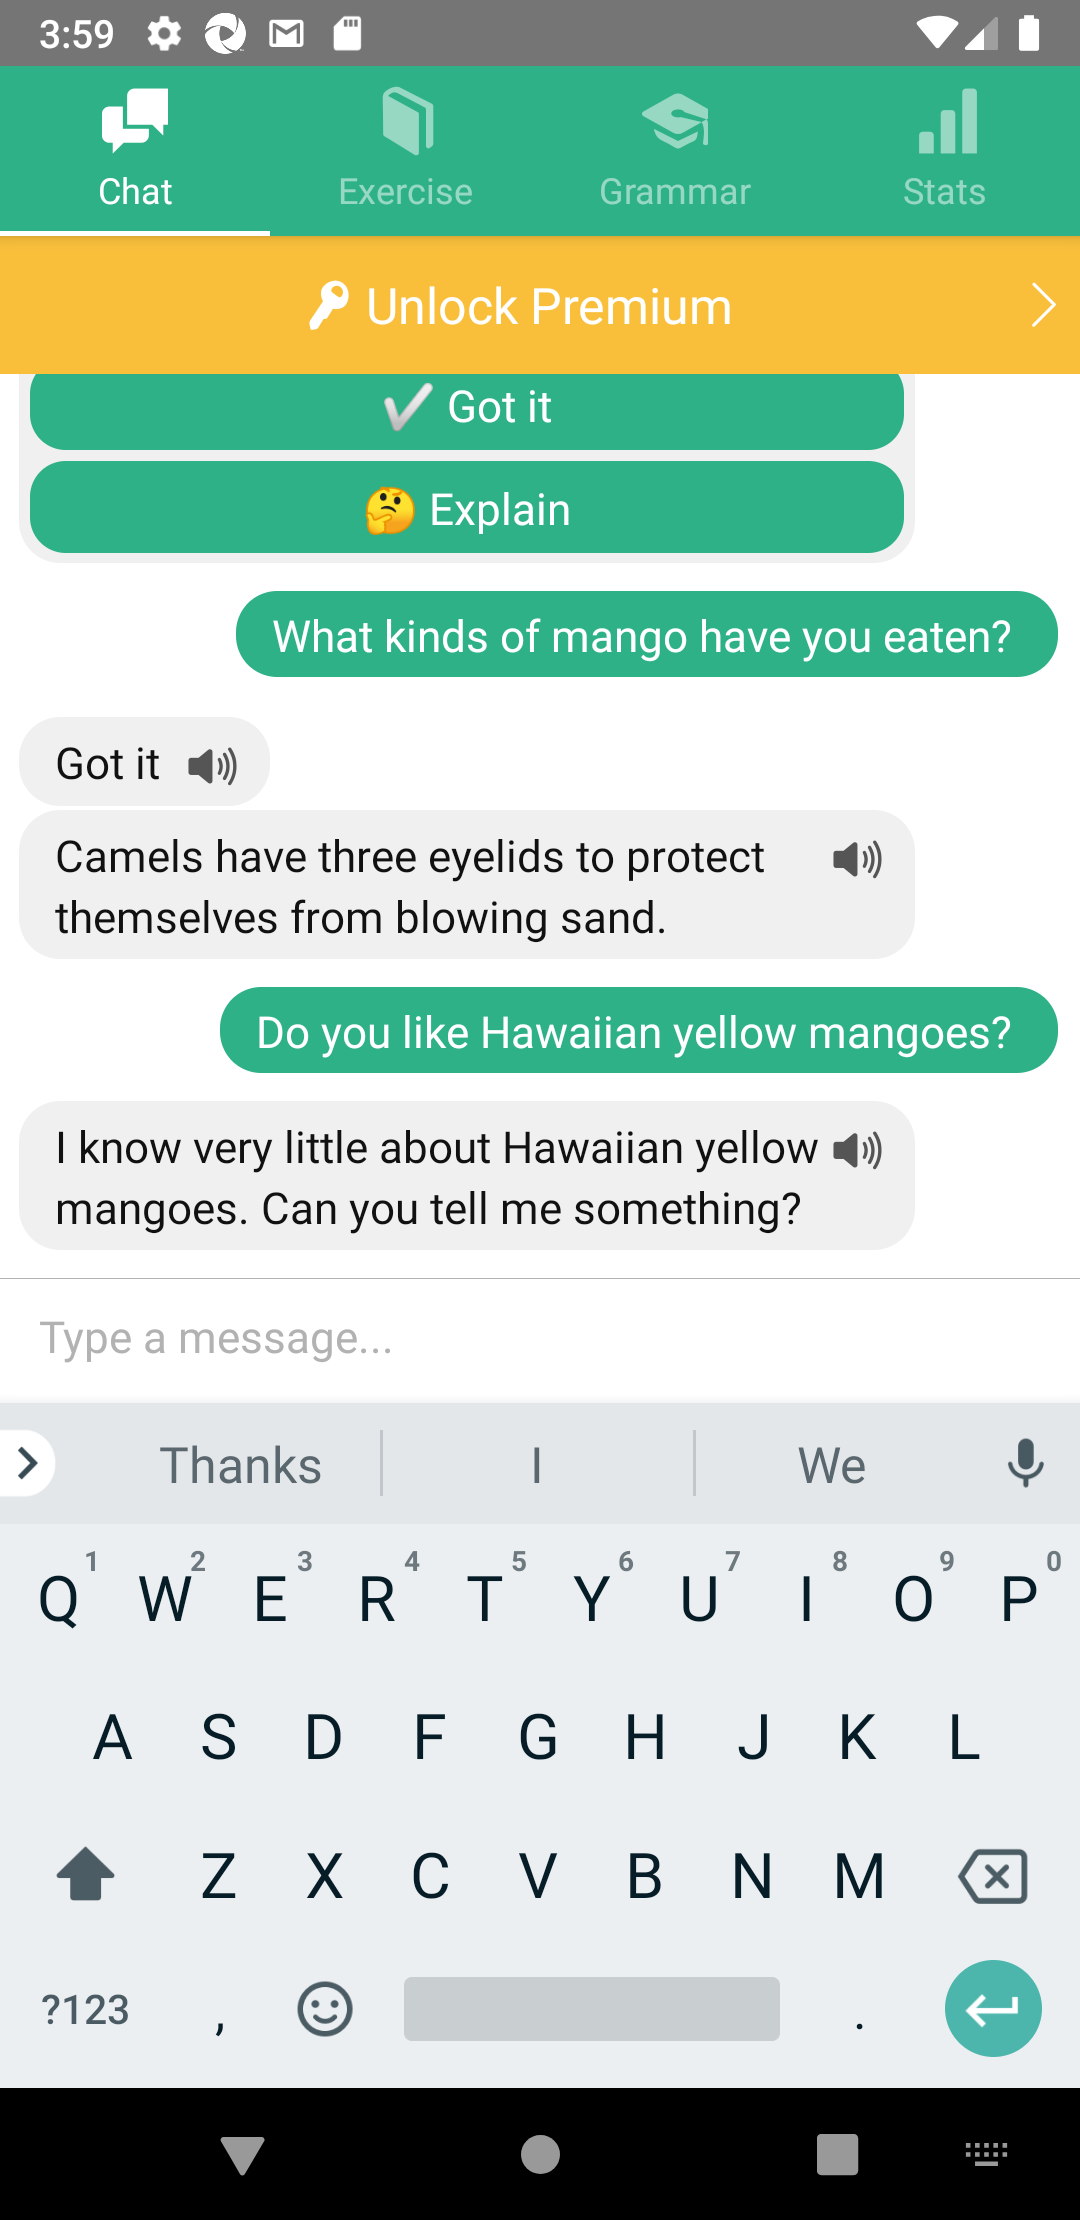 3:59
Chat
Exercise
Grammar
Stats
Unlock Premium
Got it
Explain
What kinds of mango have you eaten?
Got it
Camels have three eyelids to protect
themselves from blowing sand.
Do you like Hawaiian yellow mangoes?
I know very little about Hawaiian yellow
mangoes. Can you tell me something?
Type a message...
Thanks
I
We
1 2 3 4 5 6 7 8 9 0
Q W E R T Y U I O P
A S D F G H J K L
Z X C V B N M
?123 , .